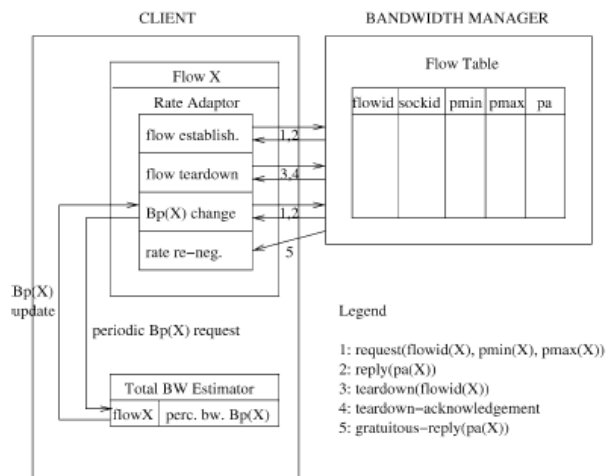 CLIENT
BANDWIDTH MANAGER
Flow X
Rate Adaptor
flow establish.
flow teardown
Bp(X) change
rate re-neg.
1,2
3,4
1,2
5
Flow Table
flowid sockid pmin pmax pa
Bp(X)
update
periodic Bp(X) request
Total BW Estimator
flowX perc. bw. Bp(X)
Legend
1: request(flowid(X), pmin(X), pmax(X))
2: reply(pa(X))
3: teardown(flowid(X))
4: teardown-acknowledgement
5: gratuitous-reply(pa(X))